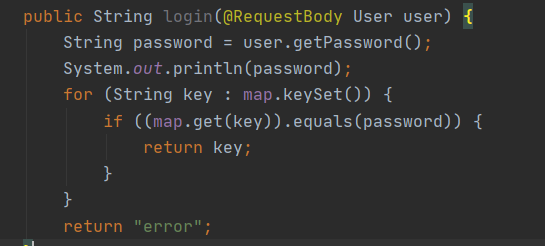 public String login(@RequestBody User user) {
String password = user.getPassword();
System.out.println(password);
for (String key : map.keySet()) {
if ((map.get(key)).equals(password)) {
return key;
}
}
return "error";